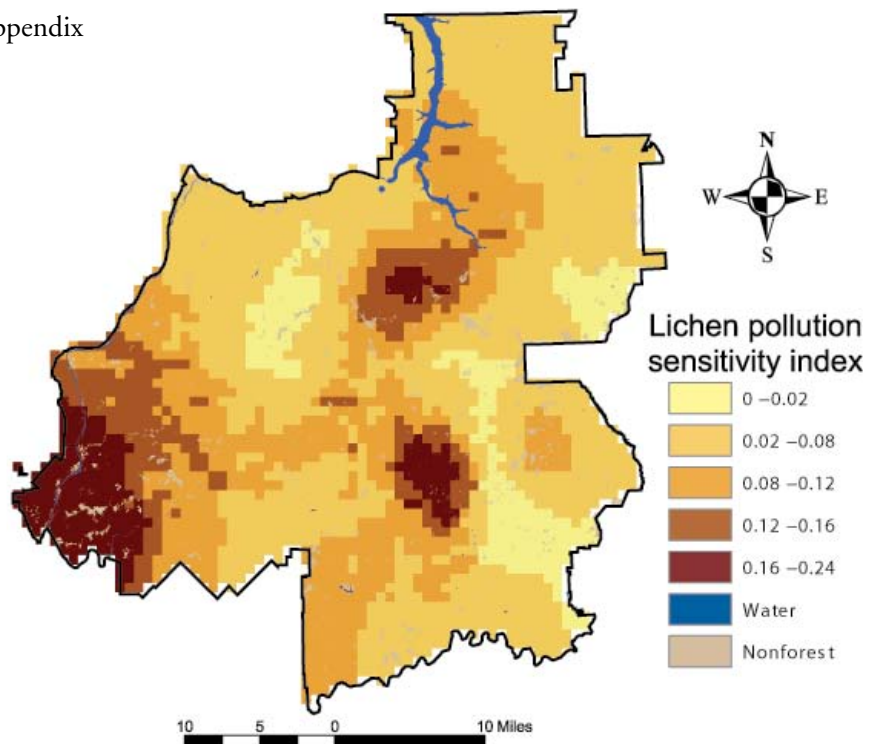 ppendix
N
W E
S
Lichen pollution
sensitivity index
0 –0.02
0.02 –0.08
0.08 –0.12
0.12 –0.16
0.16 –0.24
Water
Nonforest
10 5 0 10 Miles